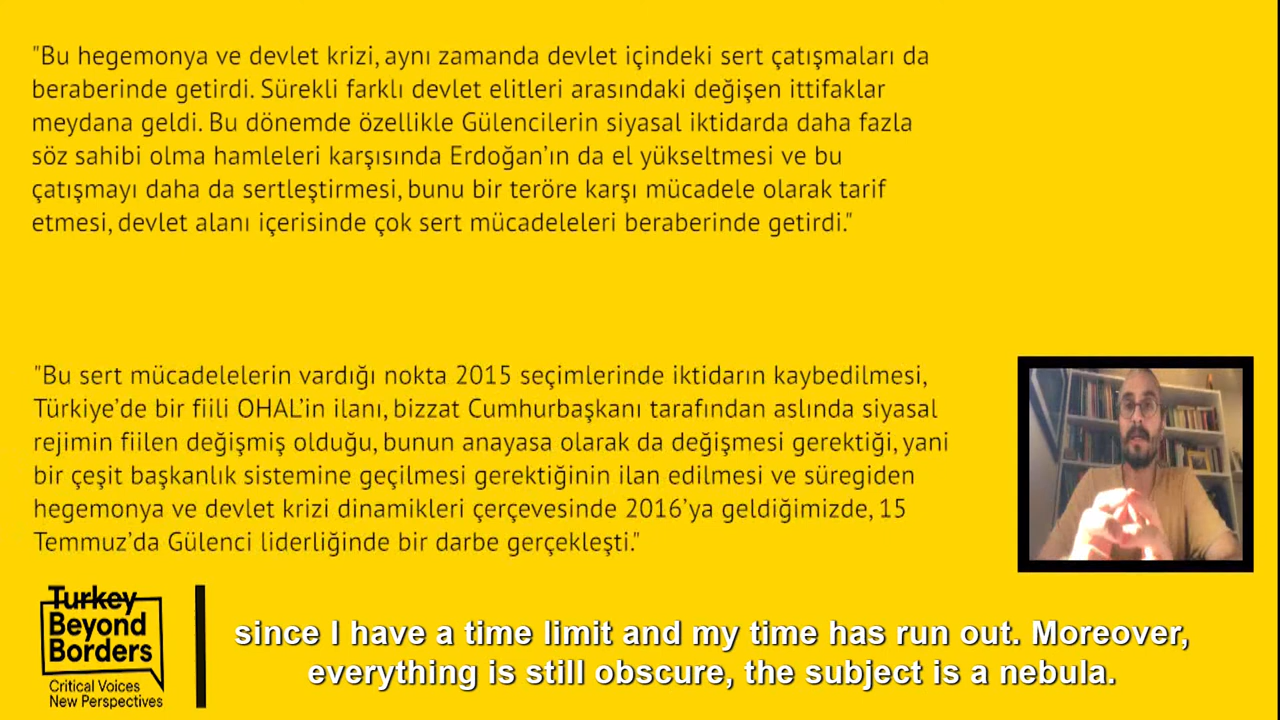 "Bu hegemonya ve devlet krizi, aynı zamanda devlet içindeki sert çatışmaları da
beraberinde getirdi. Sürekli farklı devlet elitleri arasındaki değişen ittifaklar
meydana geldi. Bu dönemde özellikle Gülencilerin siyasal iktidarda daha fazla
söz sahibi olma hamleleri karşısında Erdoğan'ın da el yükseltmesi ve bu
çatışmayı daha da sertleştirmesi, bunu bir teröre karşı mücadele olarak tarif
etmesi, devlet alanı içerisinde çok sert mücadeleleri beraberinde getirdi."
"Bu sert mücadelelerin vardığı nokta 2015 seçimlerinde iktidarın kaybedilmesi,
Türkiye'de bir fiili OHAL'in ilanı, bizzat Cumhurbaşkanı tarafından aslında siyasal
rejimin fiilen değişmiş olduğu, bunun anayasa olarak da değişmesi gerektiği, yani
bir çeşit başkanlık sistemine geçilmesi gerektiğinin ilan edilmesi ve süregiden
hegemonya ve devlet krizi dinamikleri çerçevesinde 2016'ya geldiğimizde, 15
Temmuz'da Gülenci liderliğinde bir darbe gerçekleşti."
Turkey
Beyond
Borders
Critical Voices
New Perspectives
since I have a time limit and my time has run out. Moreover,
everything is still obscure, the subject is a nebula.